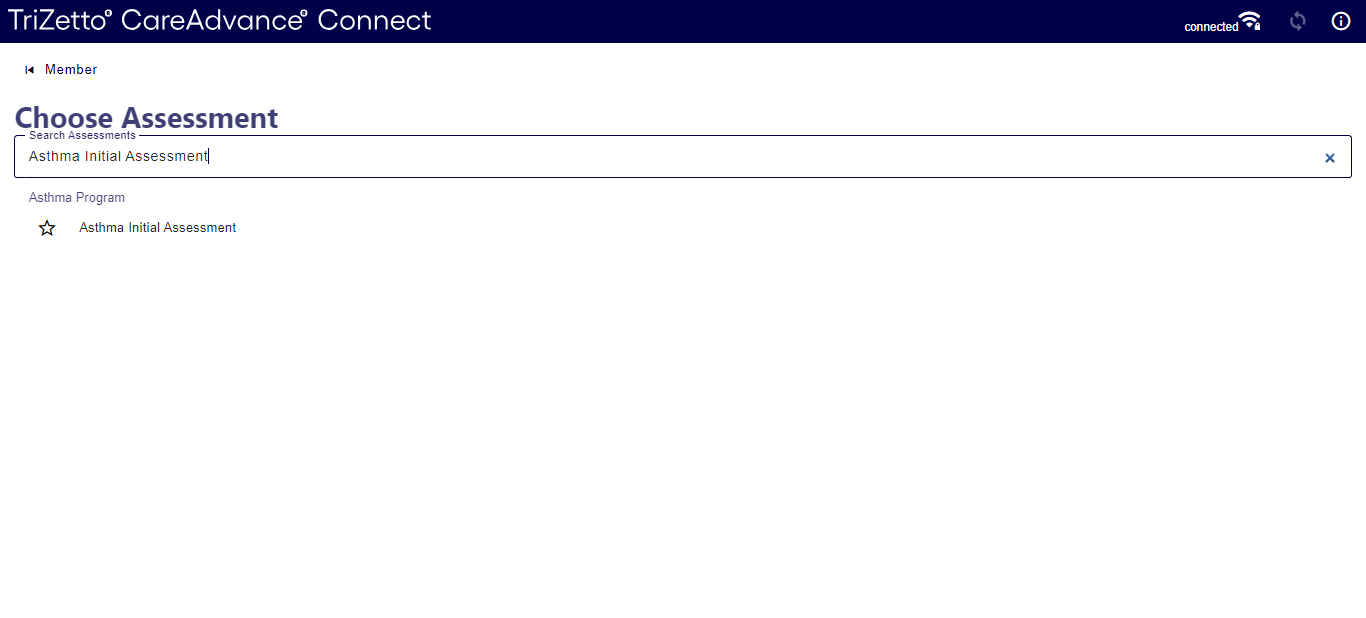 TriZetto® CareAdvance® Connect
connected
Member
Choose Assessment
Search Assessments
Asthma Initial Assessment
Asthma Program
Asthma Initial Assessment